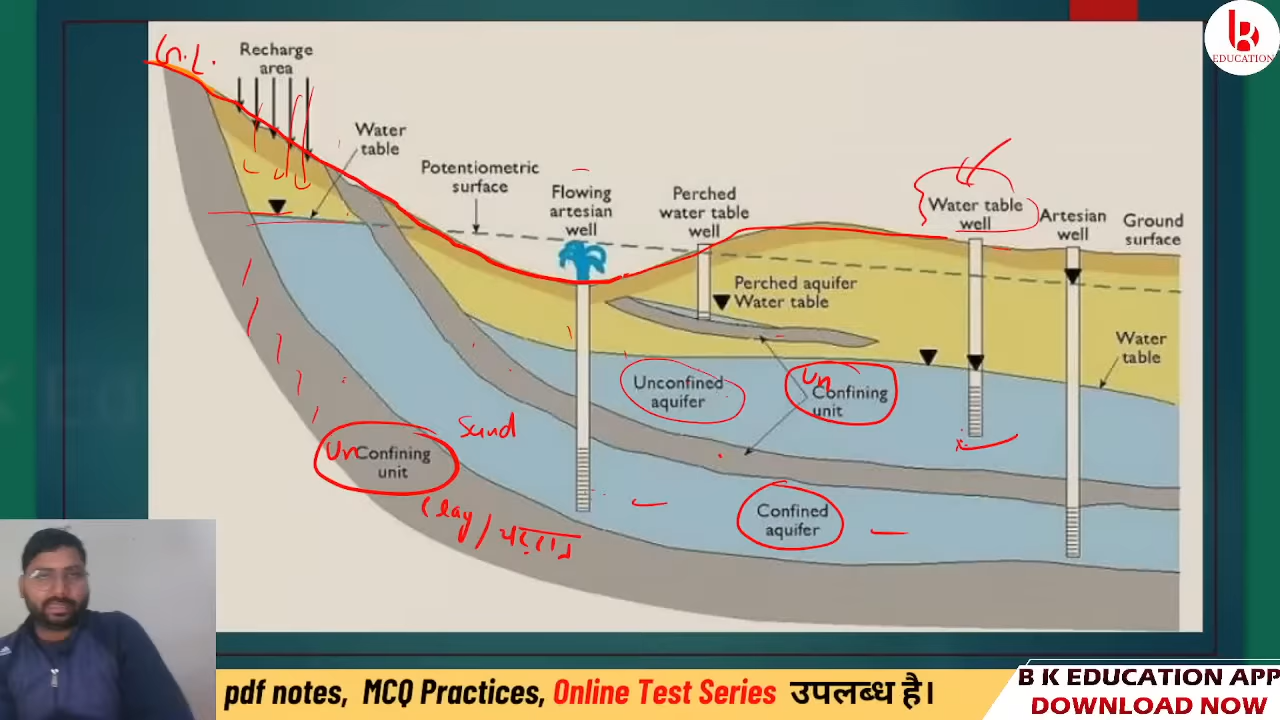 G.L.
Recharge
area
Water
table
Potentiometric
surface
Flowing
artesian
well
Perched
water table
well
Water table
well
Artesian
well
Ground
surface
Perched aquifer
Water table
Water
table
Unconfined
aquifer
Un
Confining
unit
Sand
UnConfining
unit
Clay/
Confined
aquifer
EDUCATION
pdf notes, MCQ Practices, Online Test Series उपलब्ध है।
B K EDUCATION APP
DOWNLOAD NOW